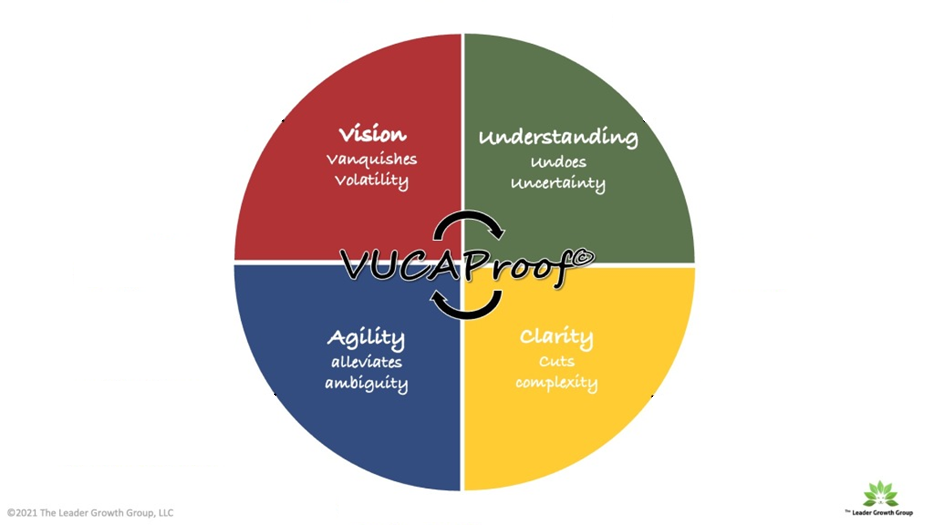 Vision
Vanquishes
Volatility
Understanding
Undoes
Uncertainty
VUCAProof©
Agility
alleviates
ambiguity
Clarity
Cuts
complexity
©2021 The Leader Growth Group, LLC
The Leader Growth Group